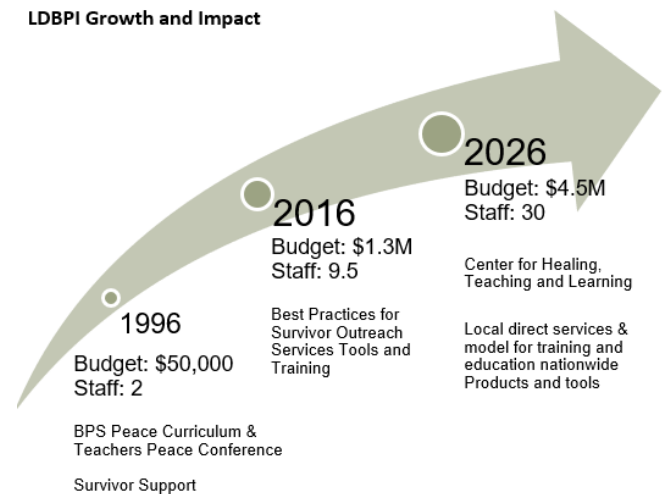 LDBPI Growth and Impact
1996
Budget: $50,000
Staff: 2
BPS Peace Curriculum &
Teachers Peace Conference
Survivor Support
2016
Budget: $1.3M
Staff: 9.5
Best Practices for
Survivor Outreach
Services Tools and
Training
2026
Budget: $4.5M
Staff: 30
Center for Healing,
Teaching and Learning
Local direct services &
model for training and
education nationwide
Products and tools